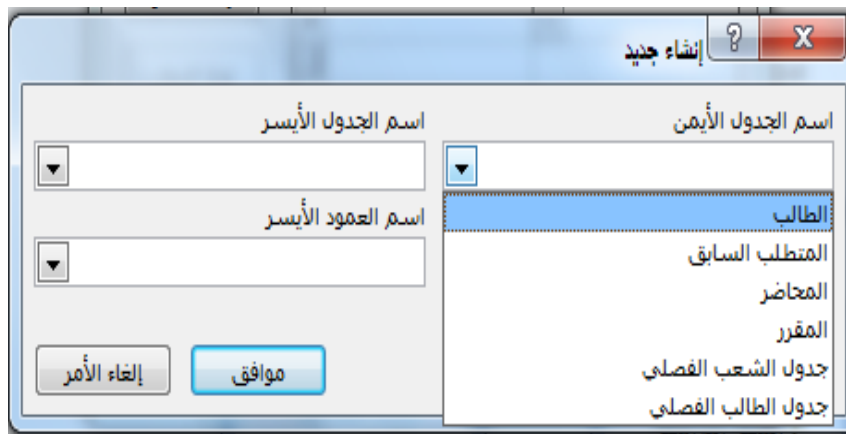 إنشاء جديد
اسم الجدول الأيمن
اسم الجدول الأيسر
الطالب
المتطلب السابق
المحاضر
المقرر
جدول الشعب الفصلي
جدول الطالب الفصلي
اسم العمود الأيسر
موافق
إلغاء الأمر